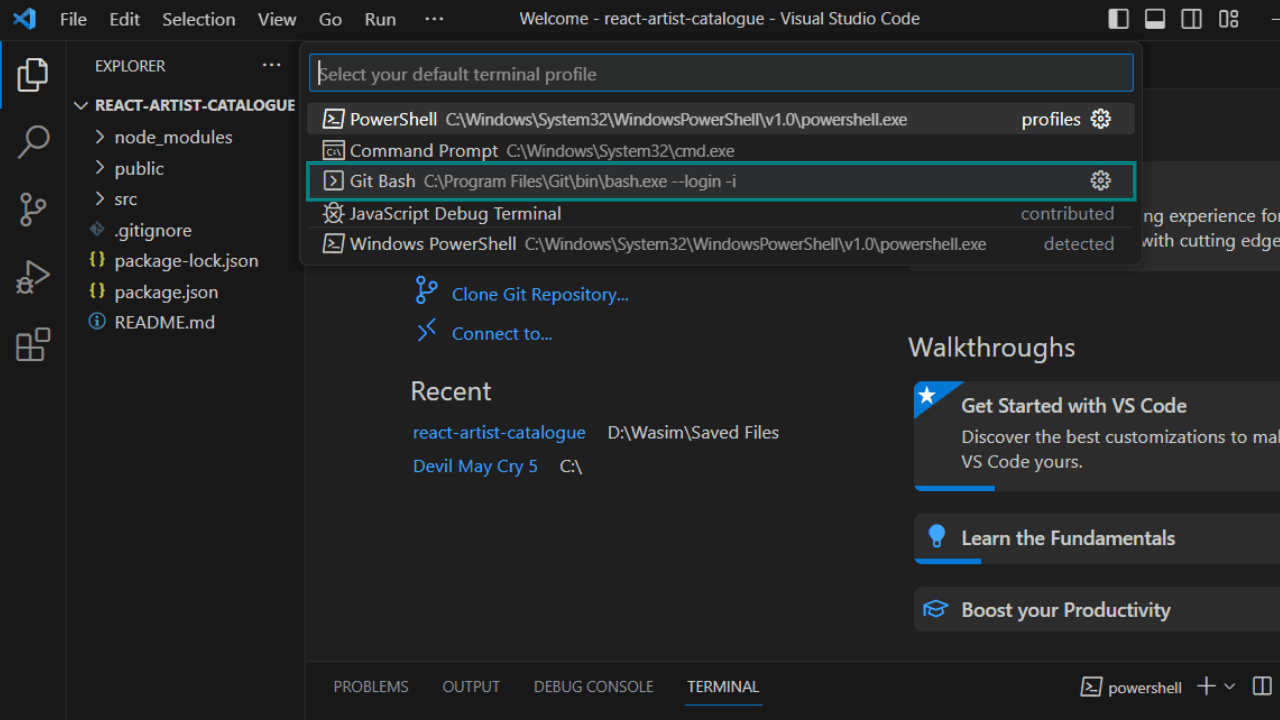 File Edit Selection View Go Run ··· Welcome - react-artist-catalogue - Visual Studio Code
EXPLORER ···
REACT-ARTIST-CATALOGUE
node_modules
public
src
.gitignore
package-lock.json
package.json
README.md
Select your default terminal profile
PowerShell C:\Windows\System32\WindowsPowerShell\v1.0\powershell.exe profiles
Command Prompt C:\Windows\System32\cmd.exe
Git Bash C:\Program Files\Git\bin\bash.exe --login -i
JavaScript Debug Terminal contributed
Windows PowerShell C:\Windows\System32\WindowsPowerShell\v1.0\powershell.exe detected
Clone Git Repository...
Connect to...
Recent
react-artist-catalogue D:\Wasim\Saved Files
Devil May Cry 5 C:\
ing experience for
with cutting edge
Walkthroughs
Get Started with VS Code
Discover the best customizations to mak
VS Code yours.
Learn the Fundamentals
Boost your Productivity
PROBLEMS OUTPUT DEBUG CONSOLE TERMINAL powershell